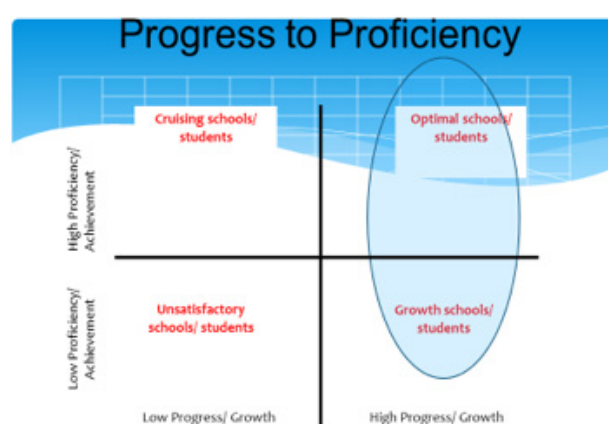 Progress to Proficiency
Cruising schools/
students
Optimal schools/
students
High Proficiency/
Achievement
Unsatisfactory
schools/ students
Growth schools/
students
Low Proficiency/
Achievement
Low Progress/ Growth
High Progress/ Growth